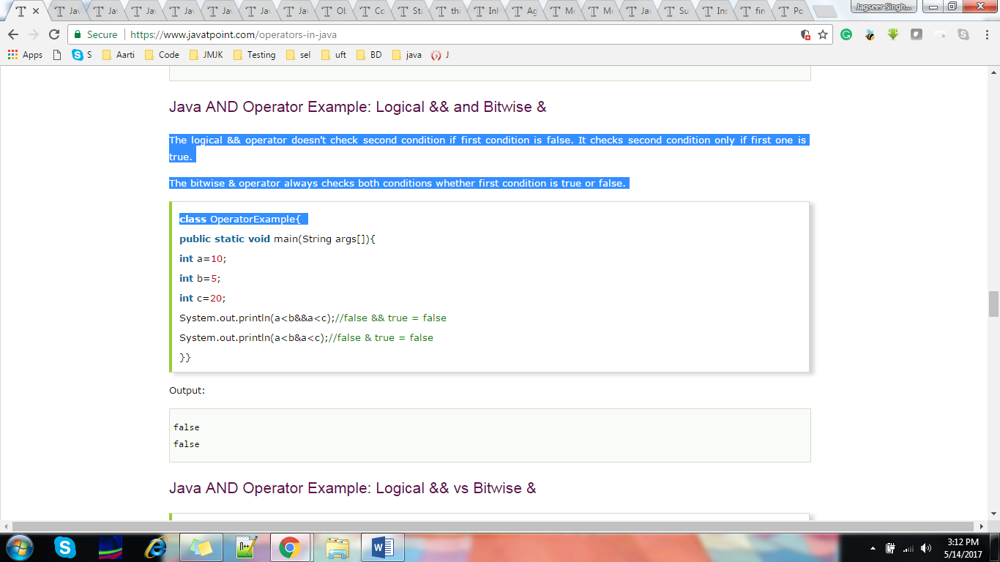 Jav
Jav
Jav
Jav
Jav
Jav
Jav
Ob
Co
Sta
thi
Inh
Ag
Me
Me
Jav
Su
Ins
fin
Po
Jagseer Singh...
Secure https://www.javatpoint.com/operators-in-java
Apps S Aarti Code JMJK Testing sel uft BD java J
Java AND Operator Example: Logical && and Bitwise &
The logical && operator doesn't check second condition if first condition is false. It checks second condition only if first one is
true.
The bitwise & operator always checks both conditions whether first condition is true or false.
class OperatorExample{
public static void main(String args[]){
int a=10;
int b=5;
int c=20;
System.out.println(a<b&&a<c);//false && true = false
System.out.println(a<b&a<c);//false & true = false
}}
Output:
false
false
Java AND Operator Example: Logical && vs Bitwise &
3:12 PM
5/14/2017